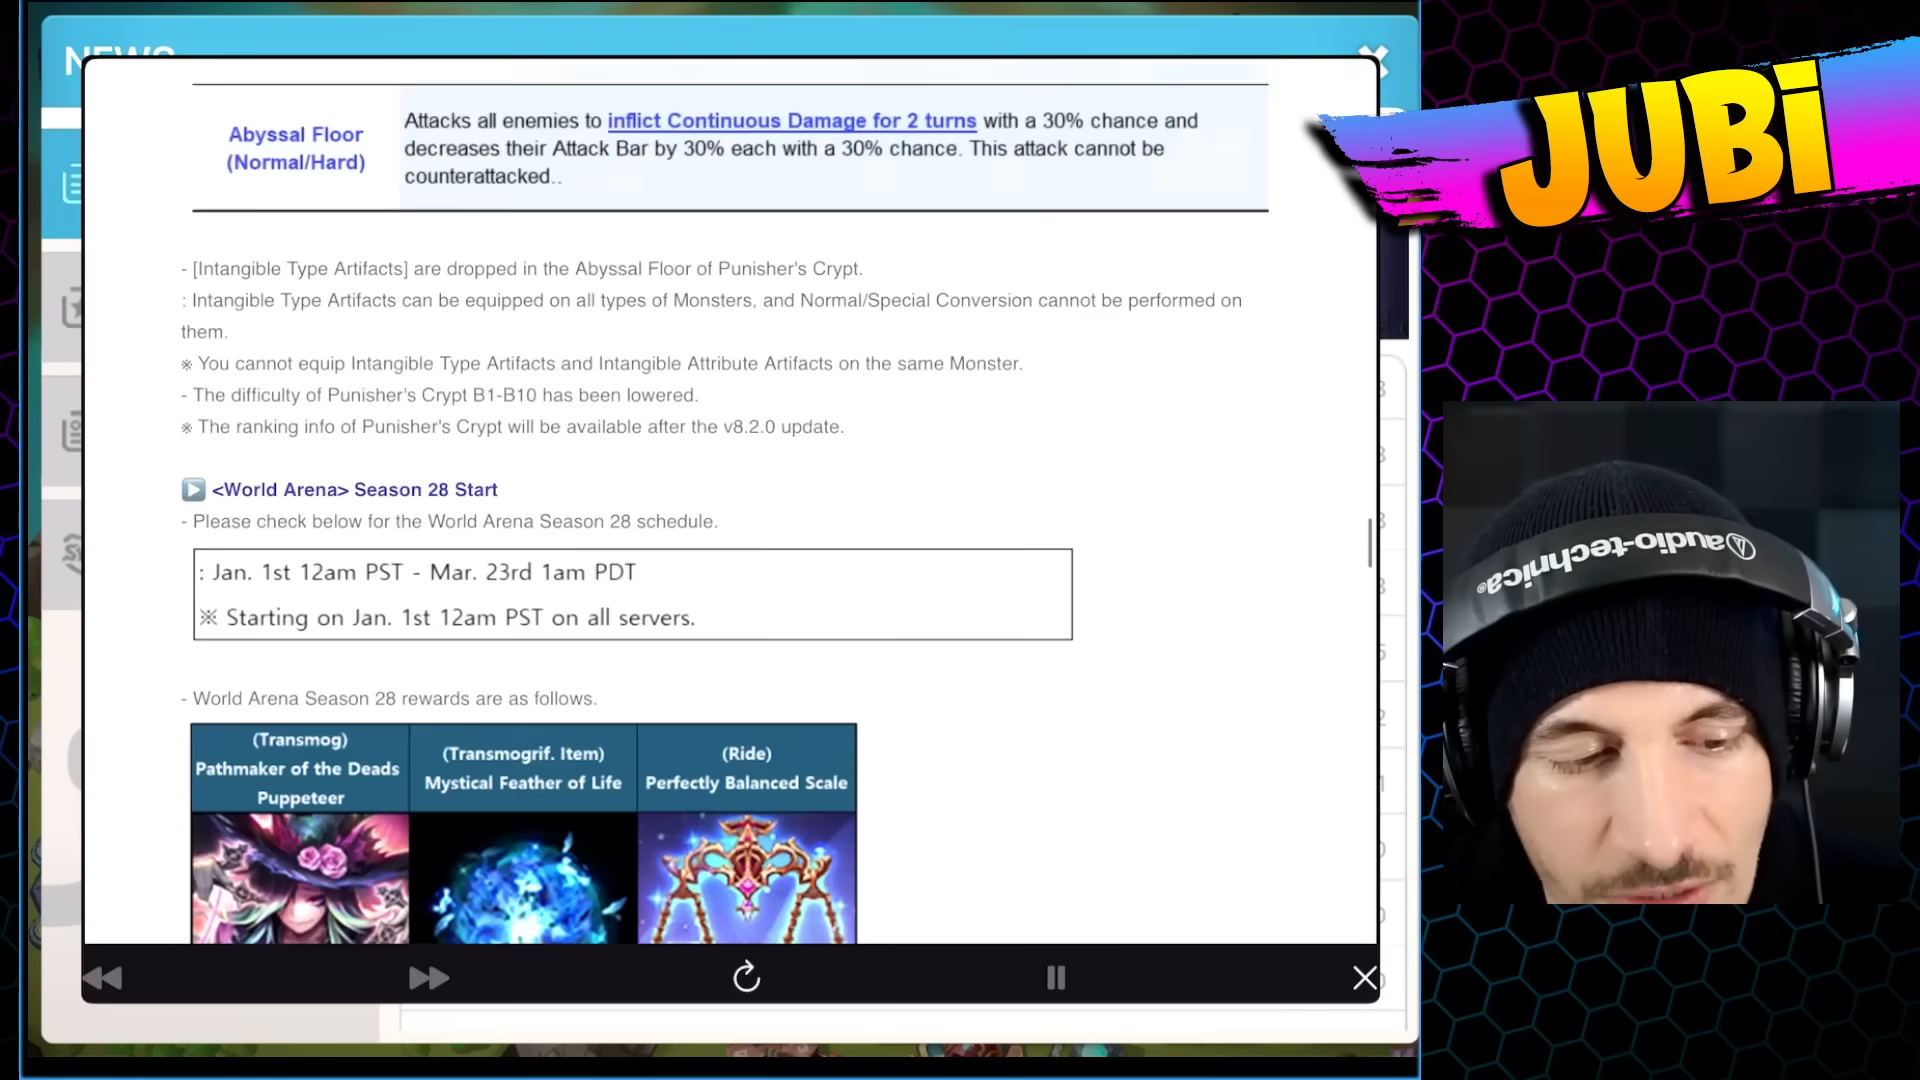 NEWS
JUBi
Abyssal Floor
(Normal/Hard)
Attacks all enemies to inflict Continuous Damage for 2 turns with a 30% chance and
decreases their Attack Bar by 30% each with a 30% chance. This attack cannot be
counterattacked..
- [Intangible Type Artifacts] are dropped in the Abyssal Floor of Punisher's Crypt.
: Intangible Type Artifacts can be equipped on all types of Monsters, and Normal/Special Conversion cannot be performed on
them.
※ You cannot equip Intangible Type Artifacts and Intangible Attribute Artifacts on the same Monster.
- The difficulty of Punisher's Crypt B1-B10 has been lowered.
※ The ranking info of Punisher's Crypt will be available after the v8.2.0 update.
<World Arena> Season 28 Start
- Please check below for the World Arena Season 28 schedule.
: Jan. 1st 12am PST - Mar. 23rd 1am PDT
※ Starting on Jan. 1st 12am PST on all servers.
- World Arena Season 28 rewards are as follows.
(Transmog)
Pathmaker of the Deads
Puppeteer
(Transmogrif. Item)
Mystical Feather of Life
(Ride)
Perfectly Balanced Scale
audio-technica